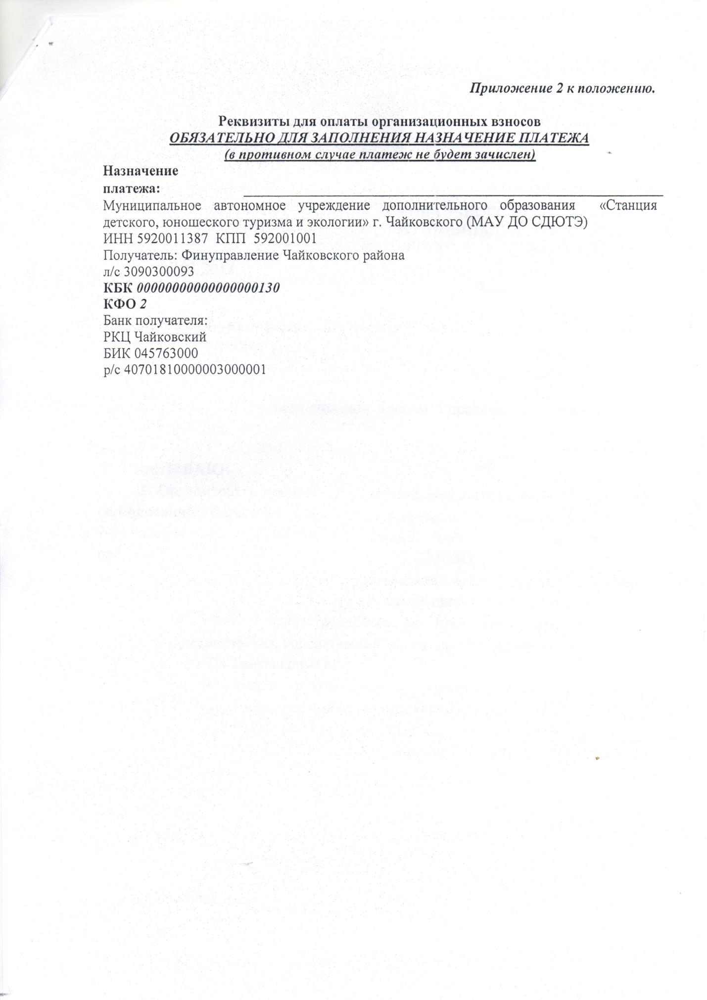 Приложение 2 к положению.
Реквизиты для оплаты организационных взносов
ОБЯЗАТЕЛЬНО ДЛЯ ЗАПОЛНЕНИЯ НАЗНАЧЕНИЕ ПЛАТЕЖА
(в противном случае платеж не будет зачислен)
Назначение
платежа:
Муниципальное автономное учреждение дополнительного образования «Станция
детского, юношеского туризма и экологии» г. Чайковского (МАУ ДО СДЮТЭ)
ИНН 5920011387 КПП 592001001
Получатель: Финуправление Чайковского района
л/с 3090300093
КБК 00000000000000000130
КФО 2
Банк получателя:
РКЦ Чайковский
БИК 045763000
р/с 40701810000003000001